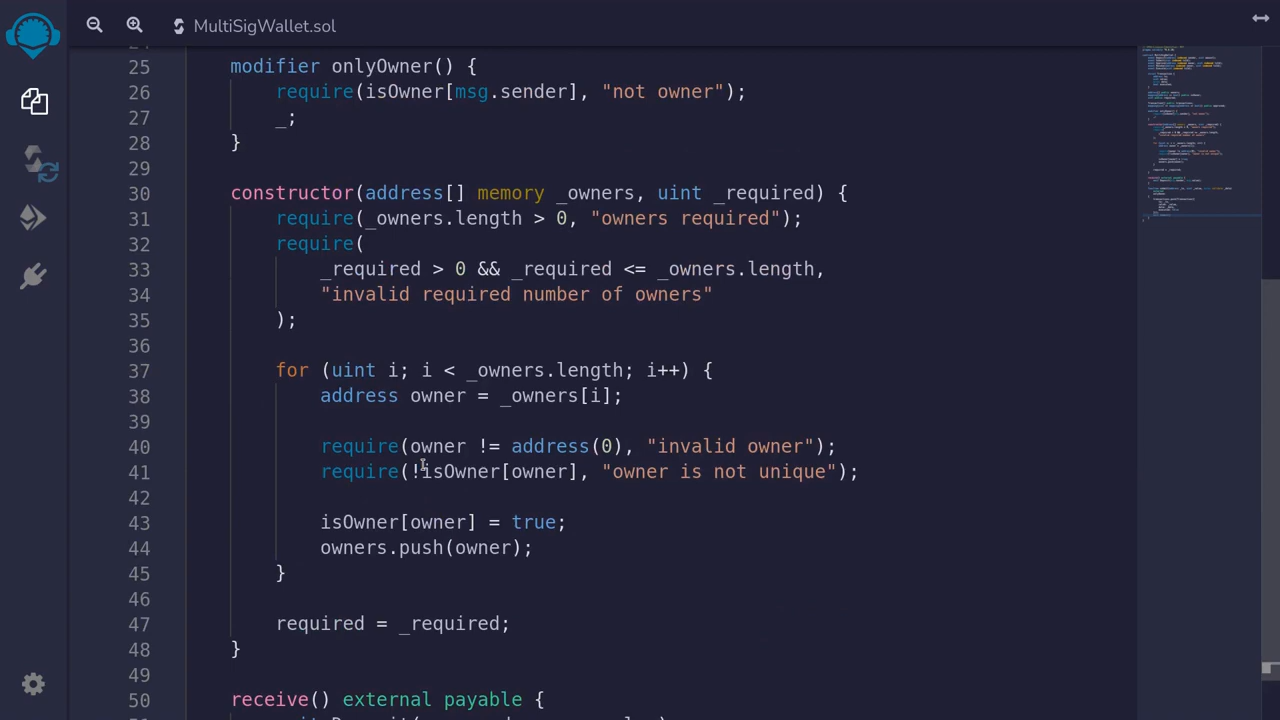 MultiSigWallet.sol
25 modifier onlyOwner() {
26 require(isOwner[msg.sender], "not owner");
27 _;
28 }
29
30 constructor(address[] memory _owners, uint _required) {
31 require(_owners.length > 0, "owners required");
32 require(
33 _required > 0 && _required <= _owners.length,
34 "invalid required number of owners"
35 );
36
37 for (uint i; i < _owners.length; i++) {
38 address owner = _owners[i];
39
40 require(owner != address(0), "invalid owner");
41 require(!isOwner[owner], "owner is not unique");
42
43 isOwner[owner] = true;
44 owners.push(owner);
45 }
46
47 required = _required;
48 }
49
50 receive() external payable {